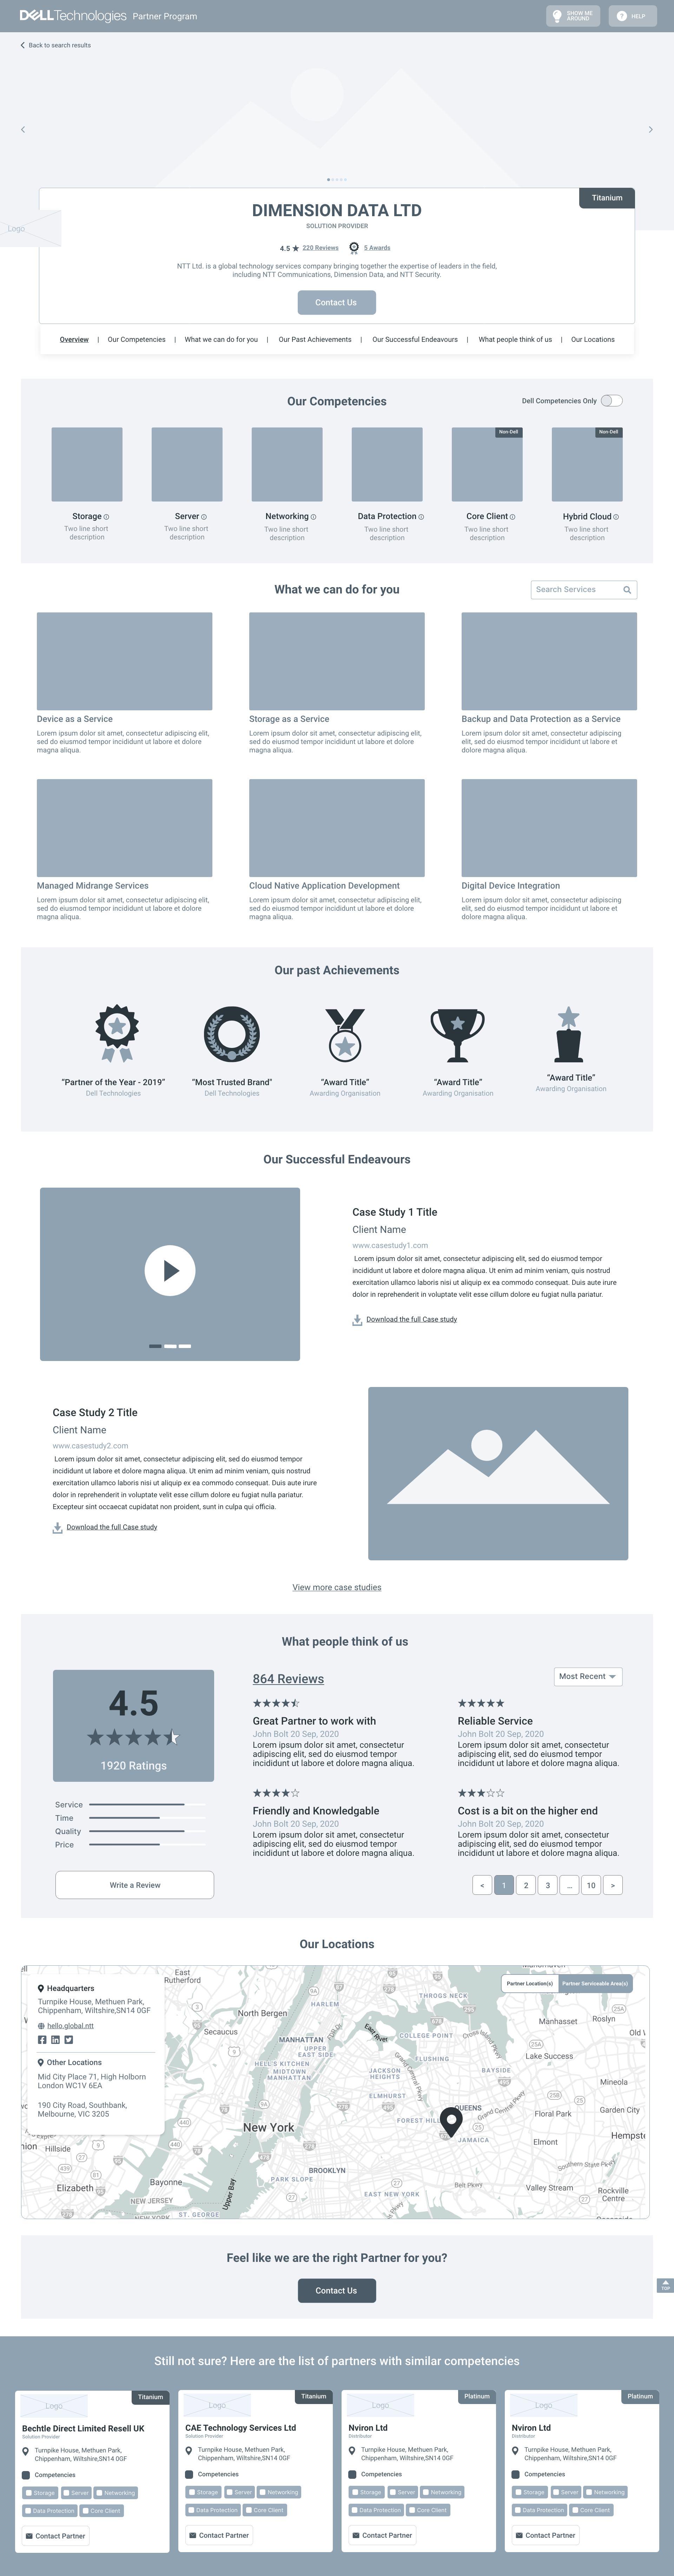 DELLTechnologies Partner Program
SHOW ME
AROUND
HELP
Back to search results
Titanium
Logo
DIMENSION DATA LTD
SOLUTION PROVIDER
4.5 ★ 220 Reviews 5 Awards
NTT Ltd. is a global technology services company bringing together the expertise of leaders in the field,
including NTT Communications, Dimension Data, and NTT Security.
Contact Us
Overview | Our Competencies | What we can do for you | Our Past Achievements | Our Successful Endeavours | What people think of us | Our Locations
Our Competencies
Dell Competencies Only
Non-Dell
Non-Dell
Storage Server Networking Data Protection Core Client Hybrid Cloud
Two line short Two line short Two line short Two line short Two line short Two line short
description description description description description description
What we can do for you
Search Services
Device as a Service
Lorem ipsum dolor sit amet, consectetur adipiscing elit,
sed do eiusmod tempor incididunt ut labore et dolore
magna aliqua.
Storage as a Service
Lorem ipsum dolor sit amet, consectetur adipiscing elit,
sed do eiusmod tempor incididunt ut labore et dolore
magna aliqua.
Backup and Data Protection as a Service
Lorem ipsum dolor sit amet, consectetur adipiscing
elit, sed do eiusmod tempor incididunt ut labore et
dolore magna aliqua.
Managed Midrange Services
Lorem ipsum dolor sit amet, consectetur adipiscing elit,
sed do eiusmod tempor incididunt ut labore et dolore
magna aliqua.
Cloud Native Application Development
Lorem ipsum dolor sit amet, consectetur adipiscing elit,
sed do eiusmod tempor incididunt ut labore et dolore
magna aliqua.
Digital Device Integration
Lorem ipsum dolor sit amet, consectetur adipiscing
elit, sed do eiusmod tempor incididunt ut labore et
dolore magna aliqua.
Our past Achievements
“Partner of the Year - 2019”
Dell Technologies
“Most Trusted Brand”
Dell Technologies
“Award Title”
Awarding Organisation
“Award Title”
Awarding Organisation
“Award Title”
Awarding Organisation
Our Successful Endeavours
Case Study 1 Title
Client Name
www.casestudy1.com
Lorem ipsum dolor sit amet, consectetur adipiscing elit, sed do eiusmod tempor
incididunt ut labore et dolore magna aliqua. Ut enim ad minim veniam, quis nostrud
exercitation ullamco laboris nisi ut aliquip ex ea commodo consequat. Duis aute irure
dolor in reprehenderit in voluptate velit esse cillum dolore eu fugiat nulla pariatur.
Download the full Case study
Case Study 2 Title
Client Name
www.casestudy2.com
Lorem ipsum dolor sit amet, consectetur adipiscing elit, sed do eiusmod tempor
incididunt ut labore et dolore magna aliqua. Ut enim ad minim veniam, quis nostrud
exercitation ullamco laboris nisi ut aliquip ex ea commodo consequat. Duis aute irure
dolor in reprehenderit in voluptate velit esse cillum dolore eu fugiat nulla pariatur.
Excepteur sint occaecat cupidatat non proident, sunt in culpa qui officia.
Download the full Case study
View more case studies
What people think of us
4.5
1920 Ratings
Service
Time
Quality
Price
Write a Review
864 Reviews
Most Recent
Great Partner to work with
John Bolt 20 Sep, 2020
Lorem ipsum dolor sit amet, consectetur
adipiscing elit, sed do eiusmod tempor
incididunt ut labore et dolore magna aliqua.
Reliable Service
John Bolt 20 Sep, 2020
Lorem ipsum dolor sit amet, consectetur
adipiscing elit, sed do eiusmod tempor
incididunt ut labore et dolore magna aliqua.
Friendly and Knowledgable
John Bolt 20 Sep, 2020
Lorem ipsum dolor sit amet, consectetur
adipiscing elit, sed do eiusmod tempor
incididunt ut labore et dolore magna aliqua.
Cost is a bit on the higher end
John Bolt 20 Sep, 2020
Lorem ipsum dolor sit amet, consectetur
adipiscing elit, sed do eiusmod tempor
incididunt ut labore et dolore magna aliqua.
< 1 2 3 ... 10 >
Our Locations
Headquarters
Turnpike House, Methuen Park,
Chippenham, Wiltshire,SN14 0GF
hello.global.ntt
Other Locations
Mid City Place 71, High Holborn
London WC1V 6EA
190 City Road, Southbank,
Melbourne, VIC 3205
Partner Location(s) Partner Serviceable Area(s)
East
Rutherford
North Bergen
Secaucus
HARLEM
THROGS NECK
MANHATTAN
UPPER
EAST SIDE
HELL'S KITCHEN
MIDTOWN
MANHATTAN
East River
COLLEGE POINT
FLUSHING
JACKSON
HEIGHTS
ELMHURST
BAYSIDE
Manhasset
Roslyn
Lake Success
Mineola
Garden City
Floral Park
Elmont
Valley Stream
Rockville
Centre
Southern State Pkwy
Grand Central Pkwy
Grand Central Pkwy
Cross Island Pkwy
QUEENS
FOREST HILLS
JAMAICA
New York
BROOKLYN
PARK SLOPE
EAST NEW YORK
Belt Pkwy
Upper Bay
Hillside
Elizabeth
Bayonne
NEW JERSEY
NEW YORK
ST. GEORGE
Feel like we are the right Partner for you?
Contact Us
TOP
Still not sure? Here are the list of partners with similar competencies
Logo
Titanium
Bechtle Direct Limited Resell UK
Solution Provider
Turnpike House, Methuen Park,
Chippenham, Wiltshire,SN14 0GF
Competencies
Storage Server Networking
Data Protection Core Client
Contact Partner
Logo
Titanium
CAE Technology Services Ltd
Solution Provider
Turnpike House, Methuen Park,
Chippenham, Wiltshire,SN14 0GF
Competencies
Storage Server Networking
Data Protection Core Client
Contact Partner
Logo
Platinum
Nviron Ltd
Distributor
Turnpike House, Methuen Park,
Chippenham, Wiltshire,SN14 0GF
Competencies
Storage Server Networking
Data Protection Core Client
Contact Partner
Logo
Platinum
Nviron Ltd
Distributor
Turnpike House, Methuen Park,
Chippenham, Wiltshire,SN14 0GF
Competencies
Storage Server Networking
Data Protection Core Client
Contact Partner